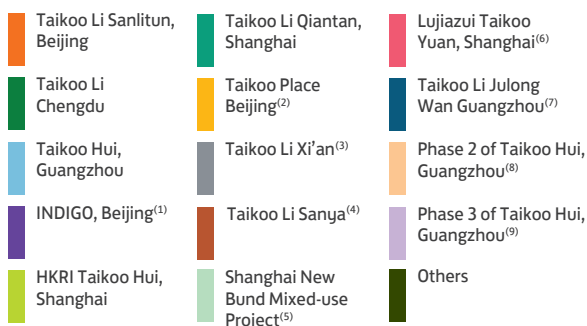 Taikoo Li Sanlitun,
Beijing
Taikoo Li
Chengdu
Taikoo Hui,
Guangzhou
INDIGO, Beijing(1)
HKRI Taikoo Hui,
Shanghai
Taikoo Li Qiantan,
Shanghai
Taikoo Place
Beijing(2)
Taikoo Li Xi’an(3)
Taikoo Li Sanya(4)
Shanghai New
Bund Mixed-use
Project(5)
Lujiazui Taikoo
Yuan, Shanghai(6)
Taikoo Li Julong
Wan Guangzhou(7)
Phase 2 of Taikoo Hui,
Guangzhou(8)
Phase 3 of Taikoo Hui,
Guangzhou(9)
Others